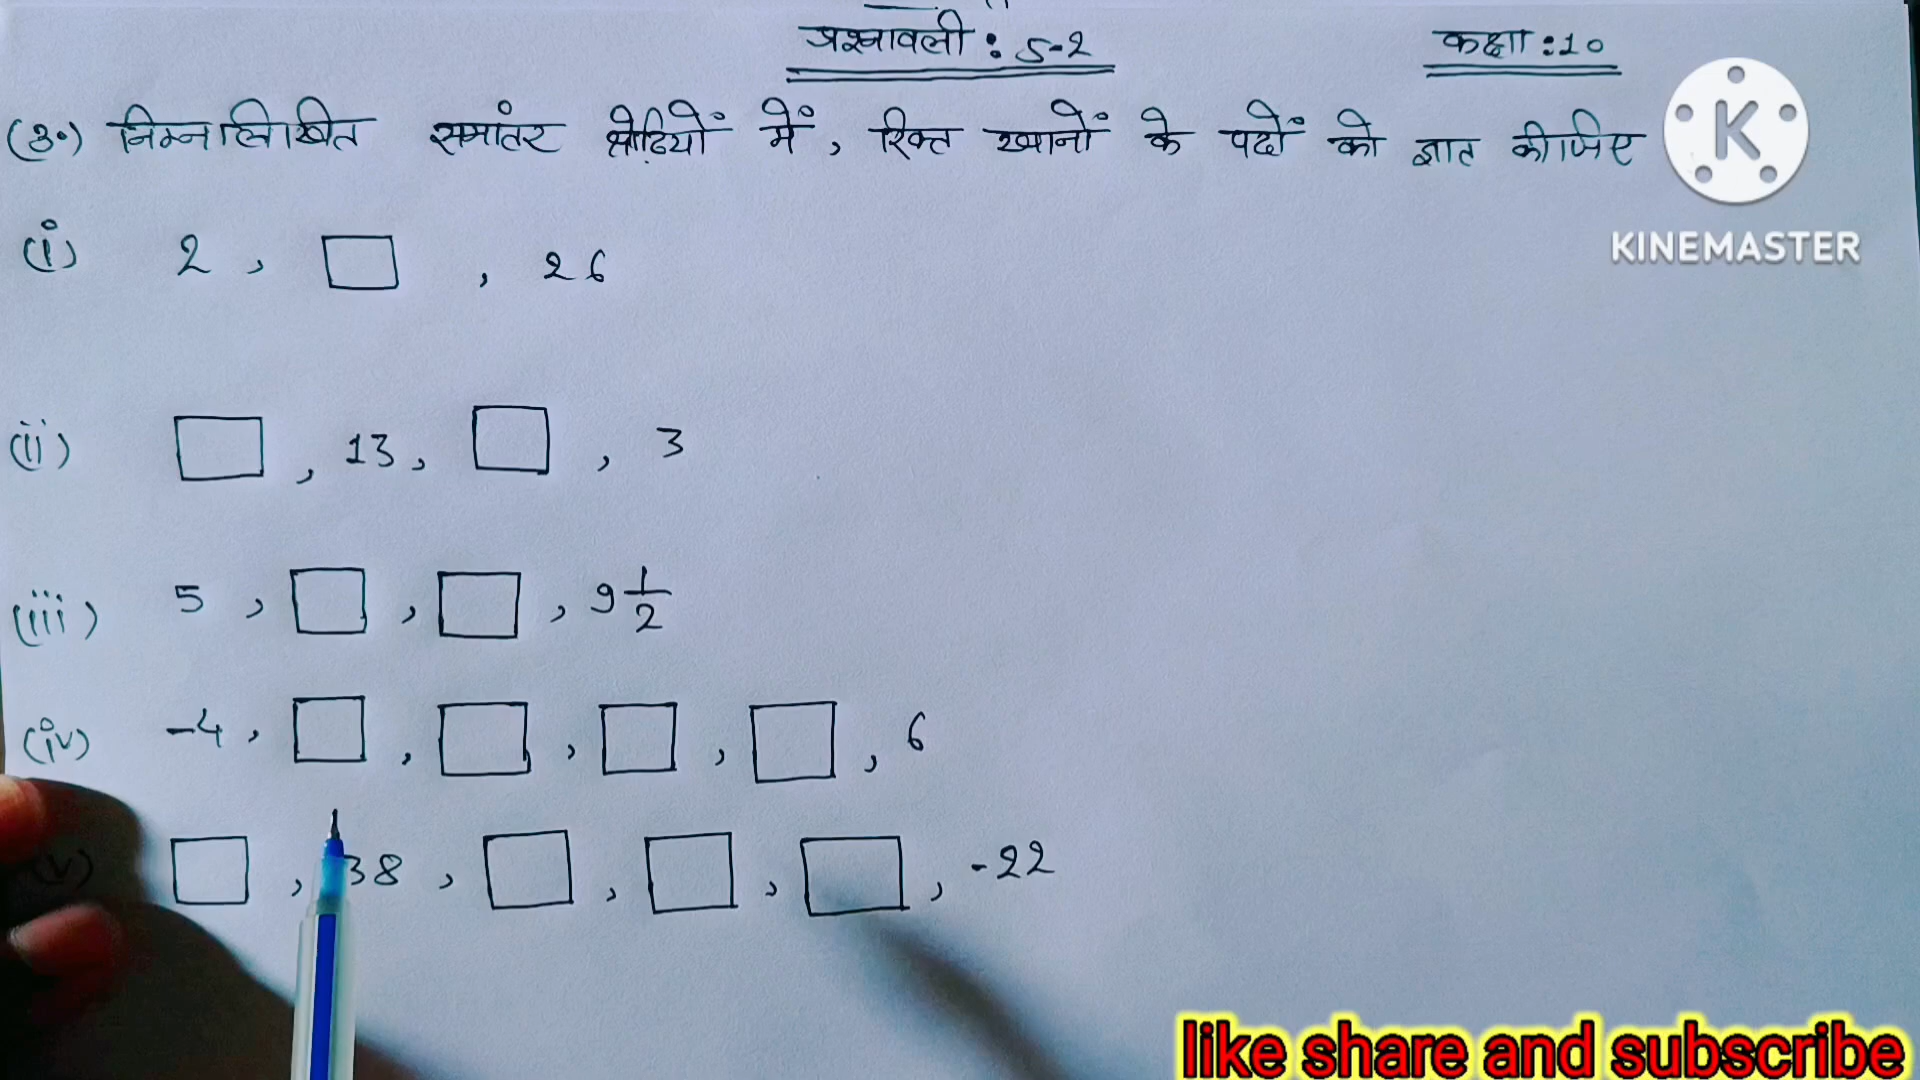 प्रश्नावली : 5-2
कक्षा : 10
(3.) निम्नलिखित समांतर श्रेढ़ियों में, रिक्त स्थानों के पदों को ज्ञात कीजिए
K
KINEMASTER
(i) 2, □, 26
(ii) □, 13, □, 3
(iii) 5, □, □, 9 1/2
(iv) -4, □, □, □, □, 6
(v) □, 38, □, □, □, -22
like share and subscribe